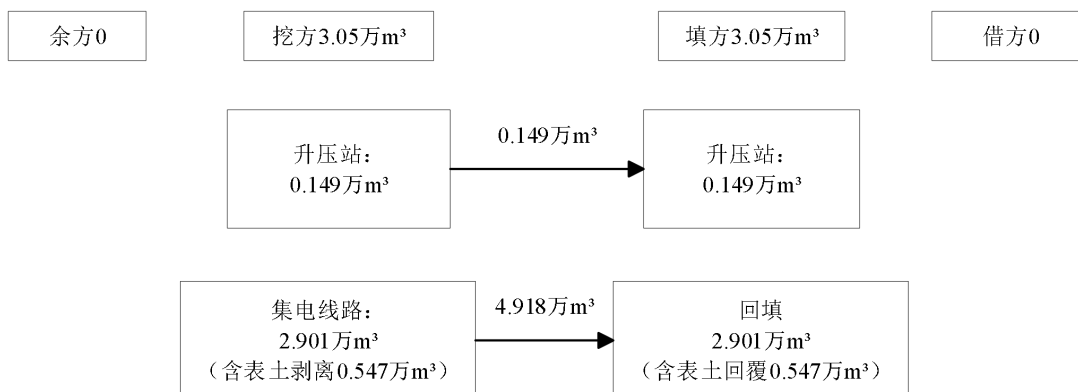 余方0
挖方3.05万m³
填方3.05万m³
借方0
升压站：
0.149万m³
0.149万m³
升压站：
0.149万m³
集电线路：
2.901万m³
（含表土剥离0.547万m³）
4.918万m³
回填
2.901万m³
（含表土回覆0.547万m³）